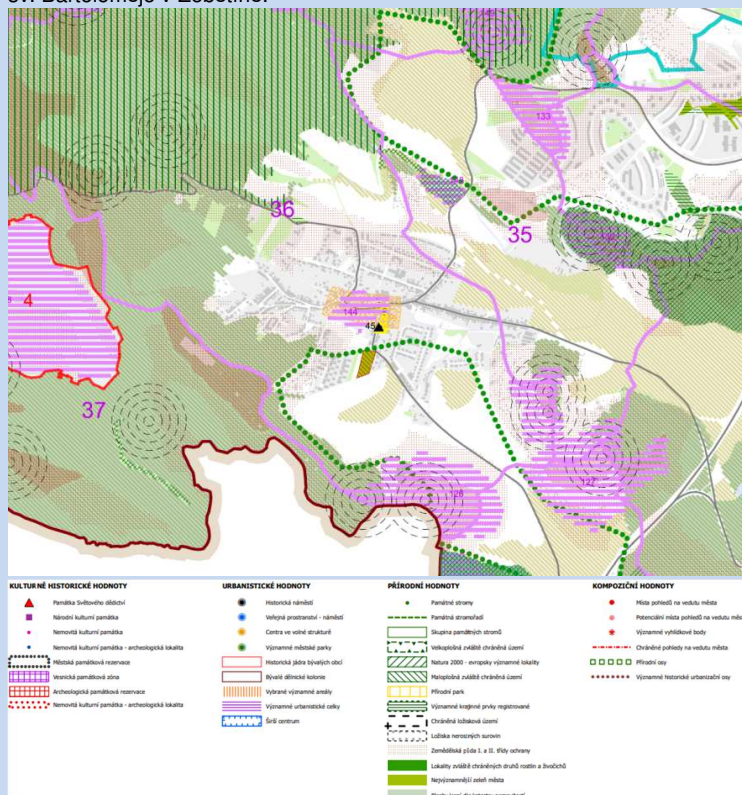 sv. Bartoloměje v Žebětíně.
133
36
35
4
144
45
37
128
127
KULTURNĚ HISTORICKÉ HODNOTY
Památka Světového dědictví
Národní kulturní památka
Nemovitá kulturní památka
Nemovitá kulturní památka - archeologická lokalita
Městská památková rezervace
Vesnická památková zóna
Archeologická památková rezervace
Nemovitá kulturní památka - archeologická lokalita
URBANISTICKÉ HODNOTY
Historická náměstí
Veřejná prostranství - náměstí
Centra ve volné struktuře
Významné městské parky
Historická jádra bývalých obcí
Bývalé dělnické kolonie
Vybrané významné areály
Významné urbanistické celky
Širší centrum
PŘÍRODNÍ HODNOTY
Památné stromy
Památná stromořadí
Skupina památných stromů
Velkoplošná zvláště chráněná území
Natura 2000 - evropsky významné lokality
Maloplošná zvláště chráněná území
Přírodní park
Významné krajinné prvky registrované
Chráněná ložisková území
Ložiska nerostných surovin
Zemědělská půda I. a II. třídy ochrany
Lokality zvláště chráněných druhů rostlin a živočichů
Nejvýznamnější zeleň města
KOMPOZIČNÍ HODNOTY
Místa pohledů na vedutu města
Potenciální místa pohledů na vedutu měs
Významné vyhlídkové body
Chráněné pohledy na vedutu města
Přírodní osy
Významné historické urbanizační osy